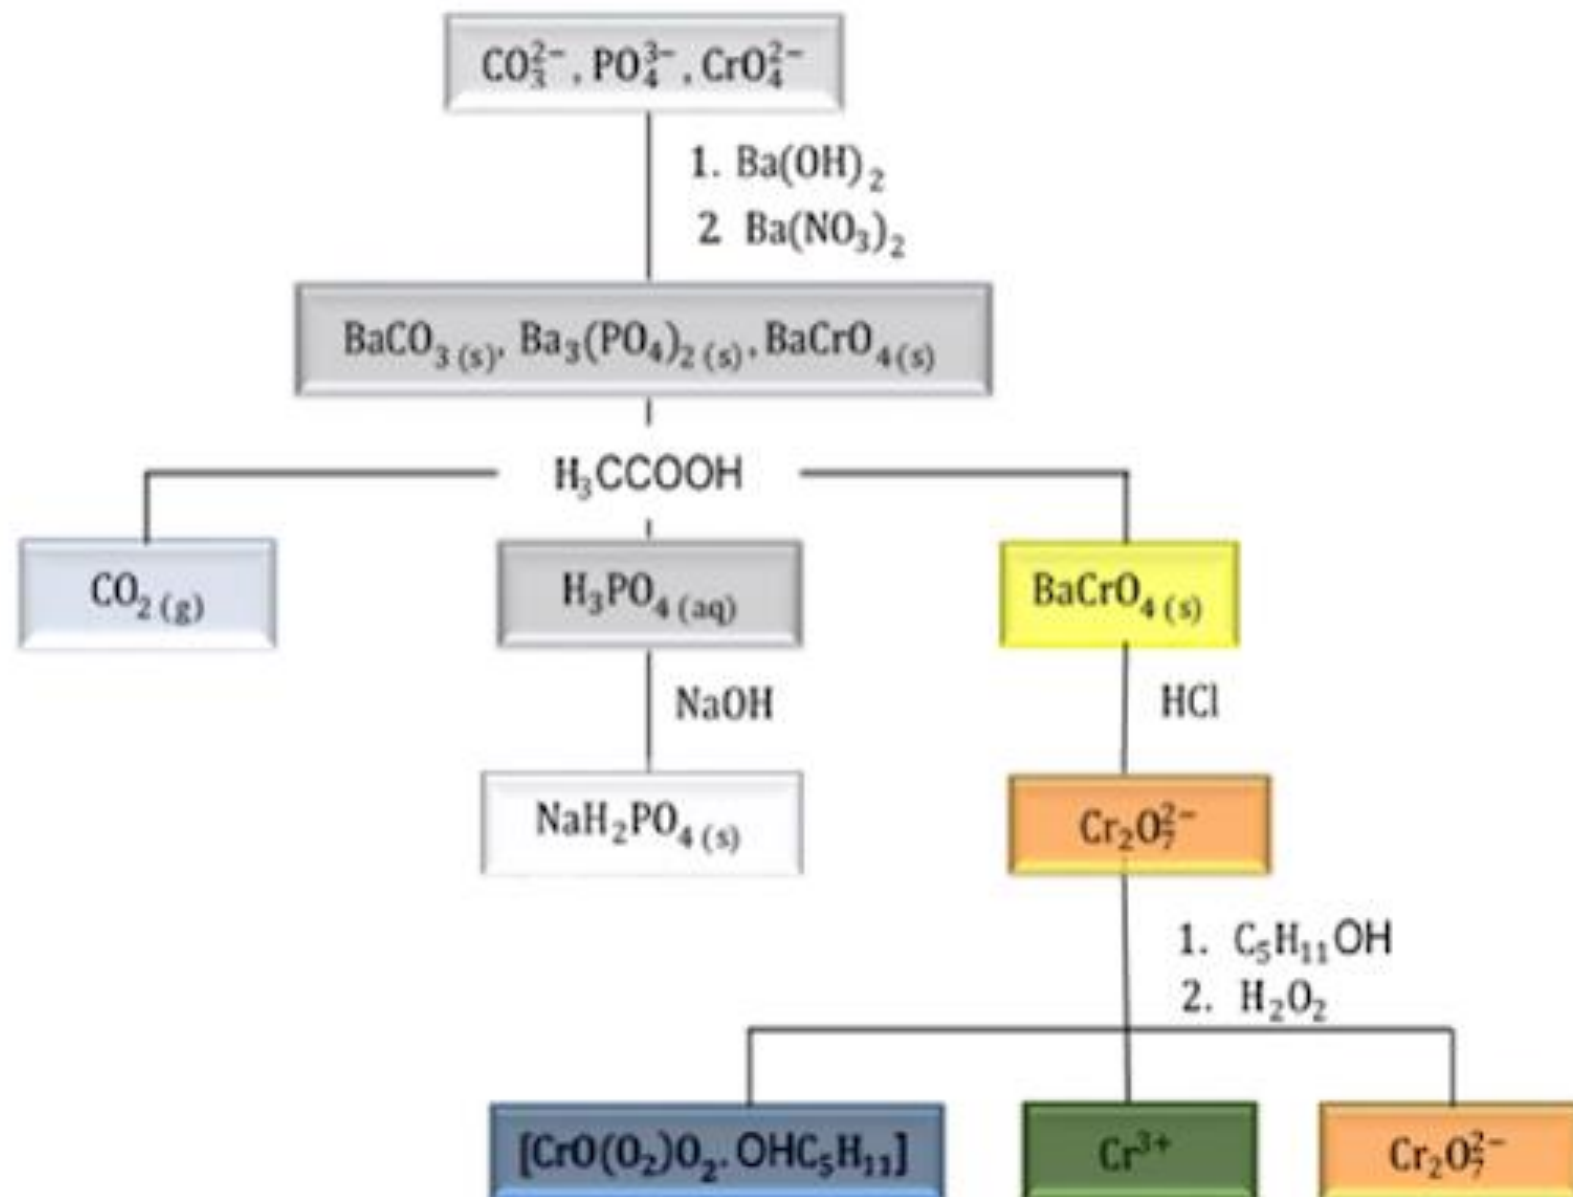 CO₃²⁻, PO₄³⁻, CrO₄²⁻
1. Ba(OH)₂
2 Ba(NO₃)₂
BaCO₃ (s), Ba₃(PO₄)₂ (s), BaCrO₄ (s)
H₃CCOOH
CO₂ (g)
H₃PO₄ (aq)
BaCrO₄ (s)
NaOH
HCl
NaH₂PO₄ (s)
Cr₂O₇²⁻
1. C₅H₁₁OH
2. H₂O₂
[CrO(O₂)O₂. OHC₅H₁₁]
Cr³⁺
Cr₂O₇²⁻